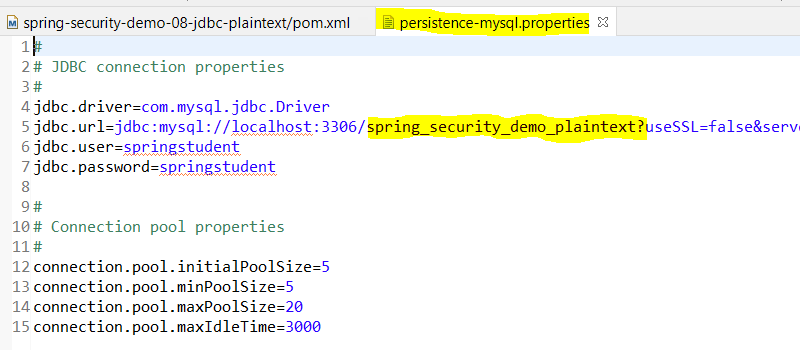 spring-security-demo-08-jdbc-plaintext/pom.xml persistence-mysql.properties
1 #
2 # JDBC connection properties
3 #
4 jdbc.driver=com.mysql.jdbc.Driver
5 jdbc.url=jdbc:mysql://localhost:3306/spring_security_demo_plaintext?useSSL=false&serve
6 jdbc.user=springstudent
7 jdbc.password=springstudent
8
9 #
10 # Connection pool properties
11 #
12 connection.pool.initialPoolSize=5
13 connection.pool.minPoolSize=5
14 connection.pool.maxPoolSize=20
15 connection.pool.maxIdleTime=3000